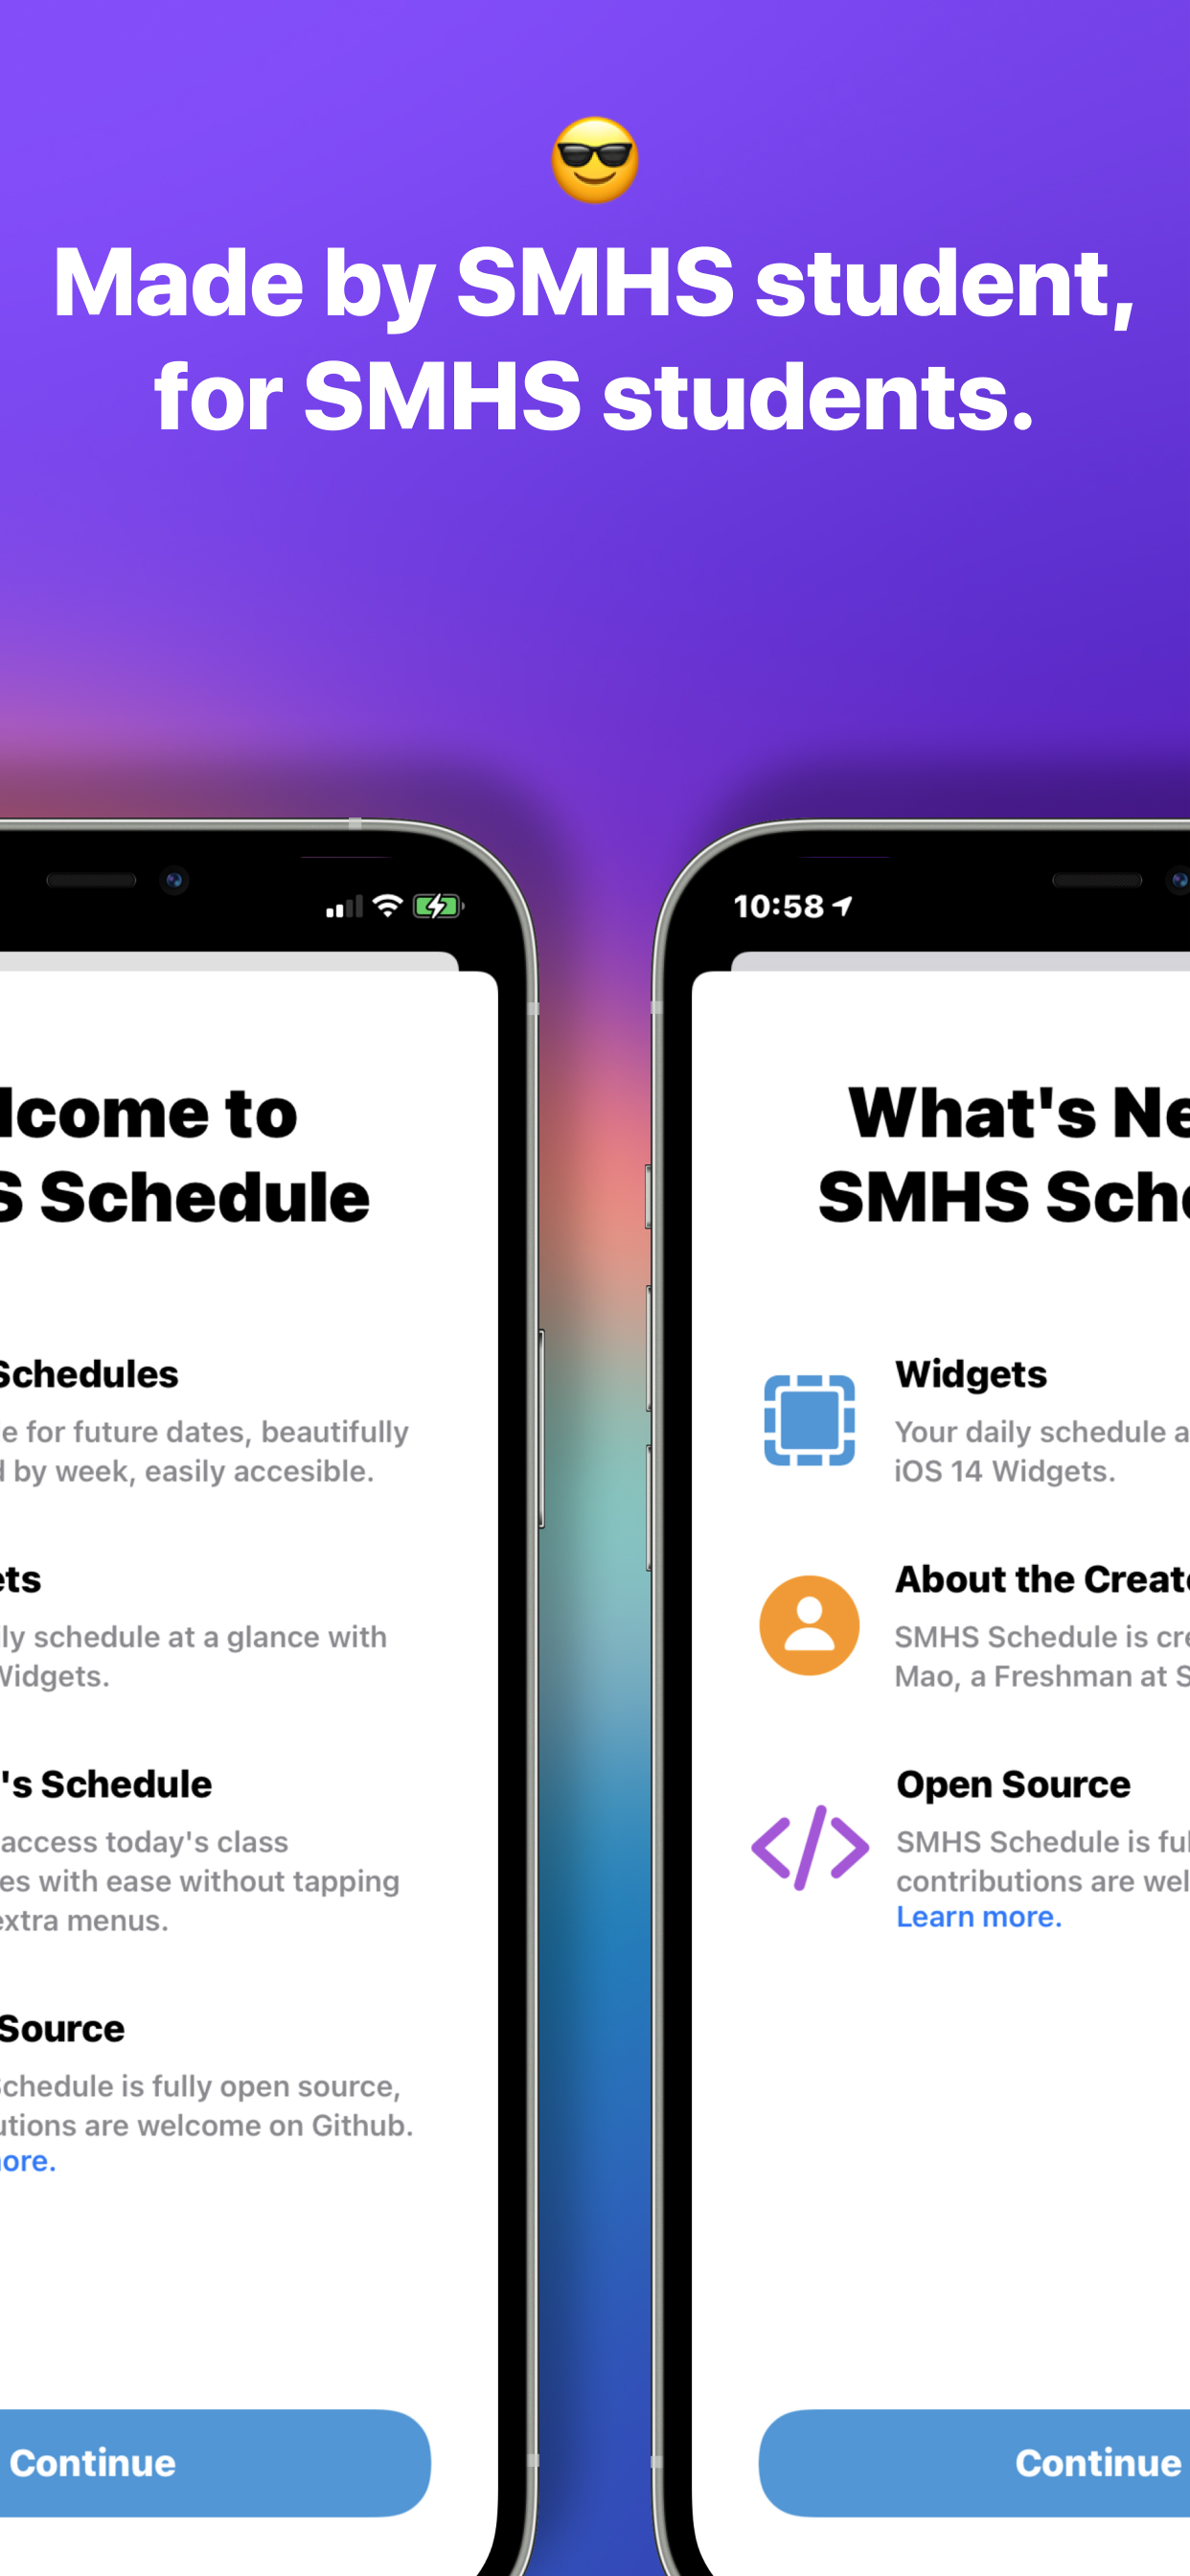 Made by SMHS student,
for SMHS students.
lcome to
S Schedule
Schedules
e for future dates, beautifully
d by week, easily accesible.
ets
ly schedule at a glance with
Widgets.
's Schedule
access today's class
es with ease without tapping
extra menus.
Source
Schedule is fully open source,
utions are welcome on Github.
ore.
Continue
10:58
What's Ne
SMHS Sche
Widgets
Your daily schedule a
iOS 14 Widgets.
About the Creat
SMHS Schedule is cre
Mao, a Freshman at S
Open Source
SMHS Schedule is ful
contributions are wel
Learn more.
Continue